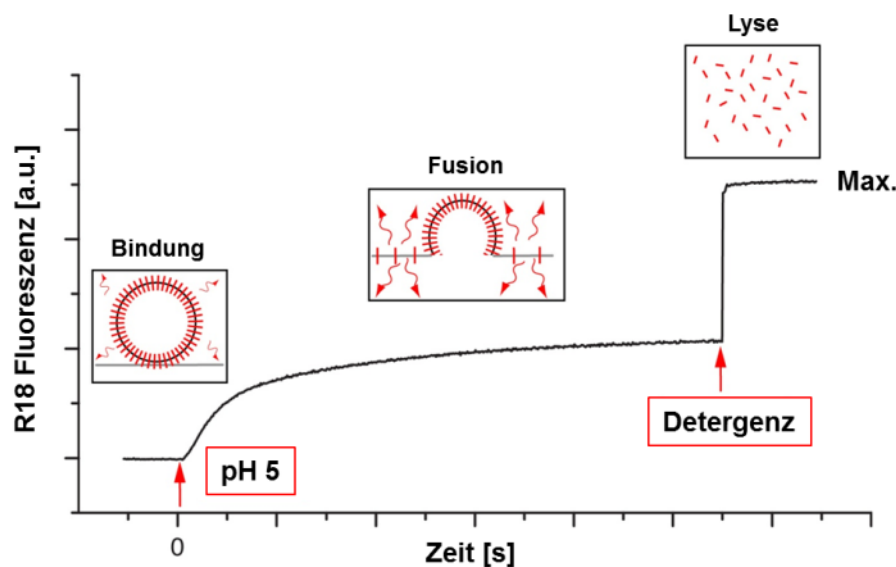 Lyse
Fusion
Max.
Bindung
R18 Fluoreszenz [a.u.]
Detergenz
pH 5
0
Zeit [s]